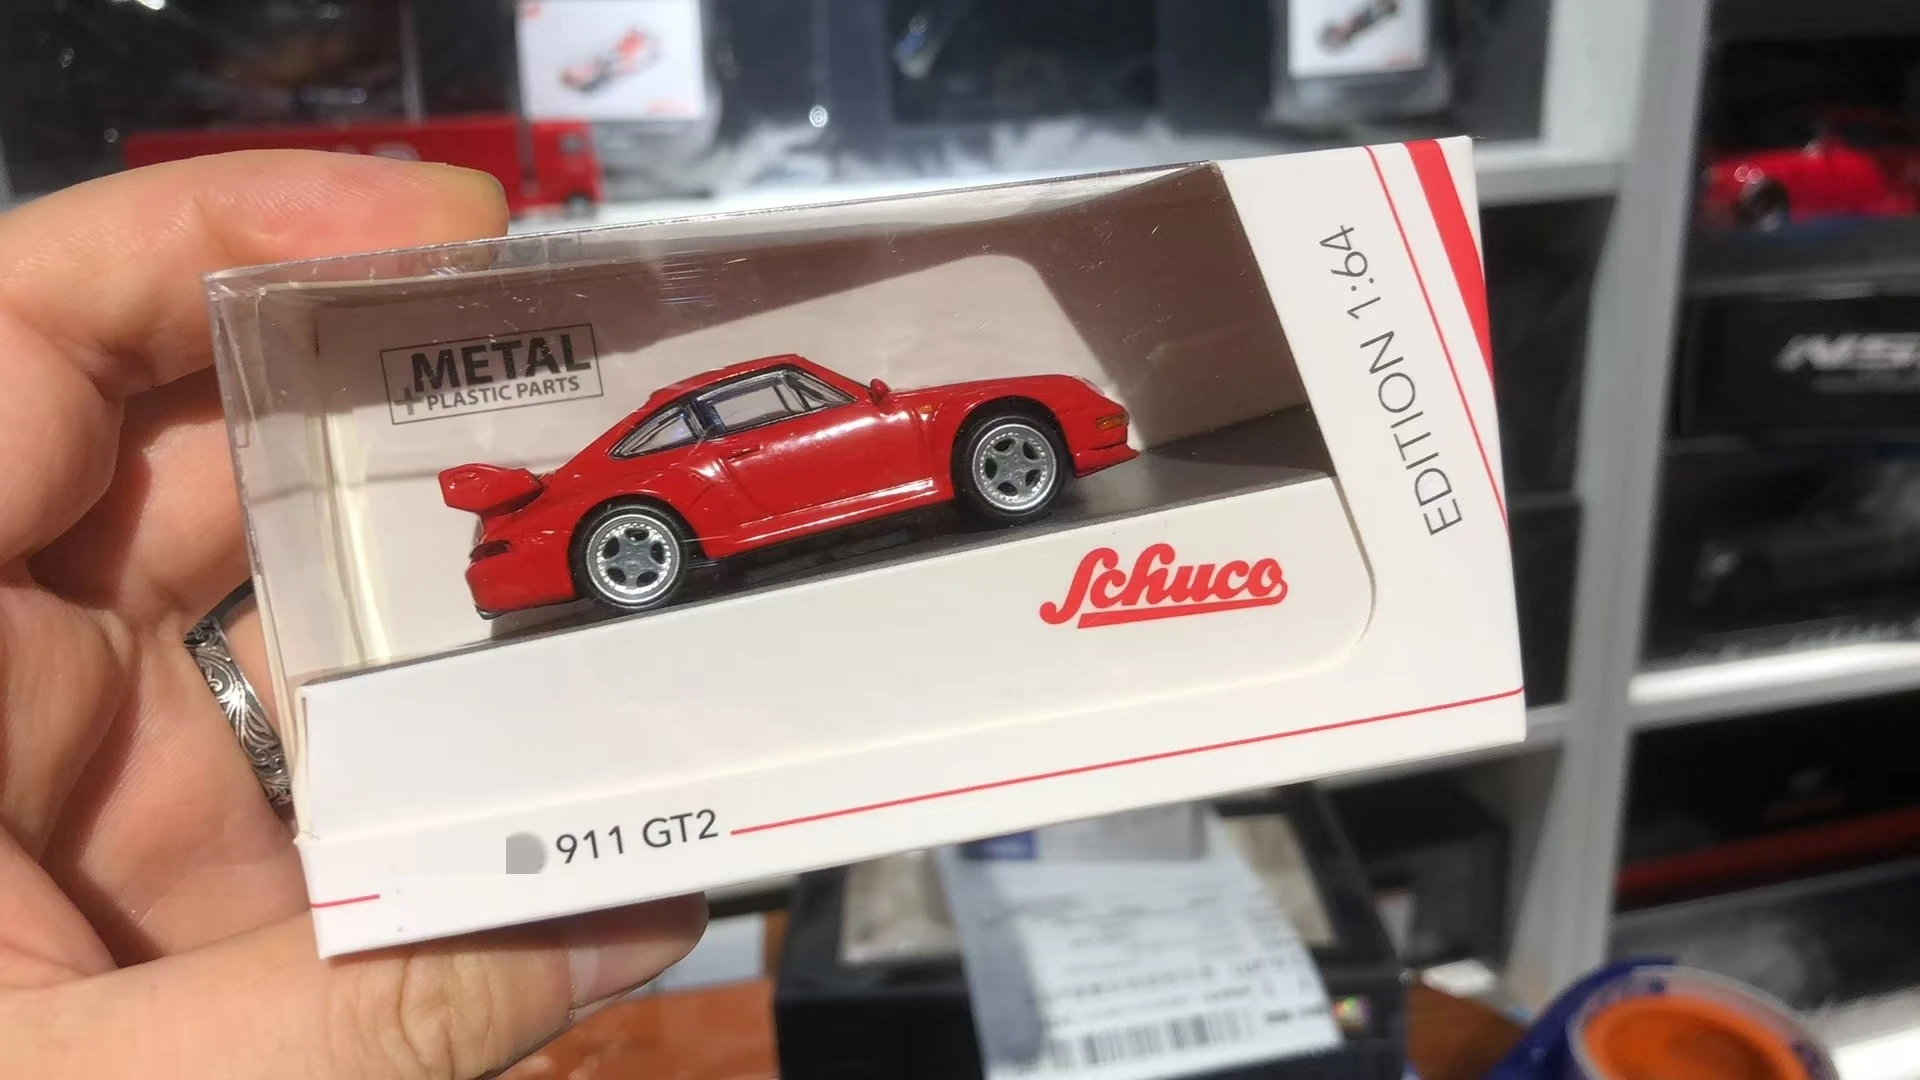 +METAL
PLASTIC PARTS
EDITION 1:64
Schuco
911 GT2